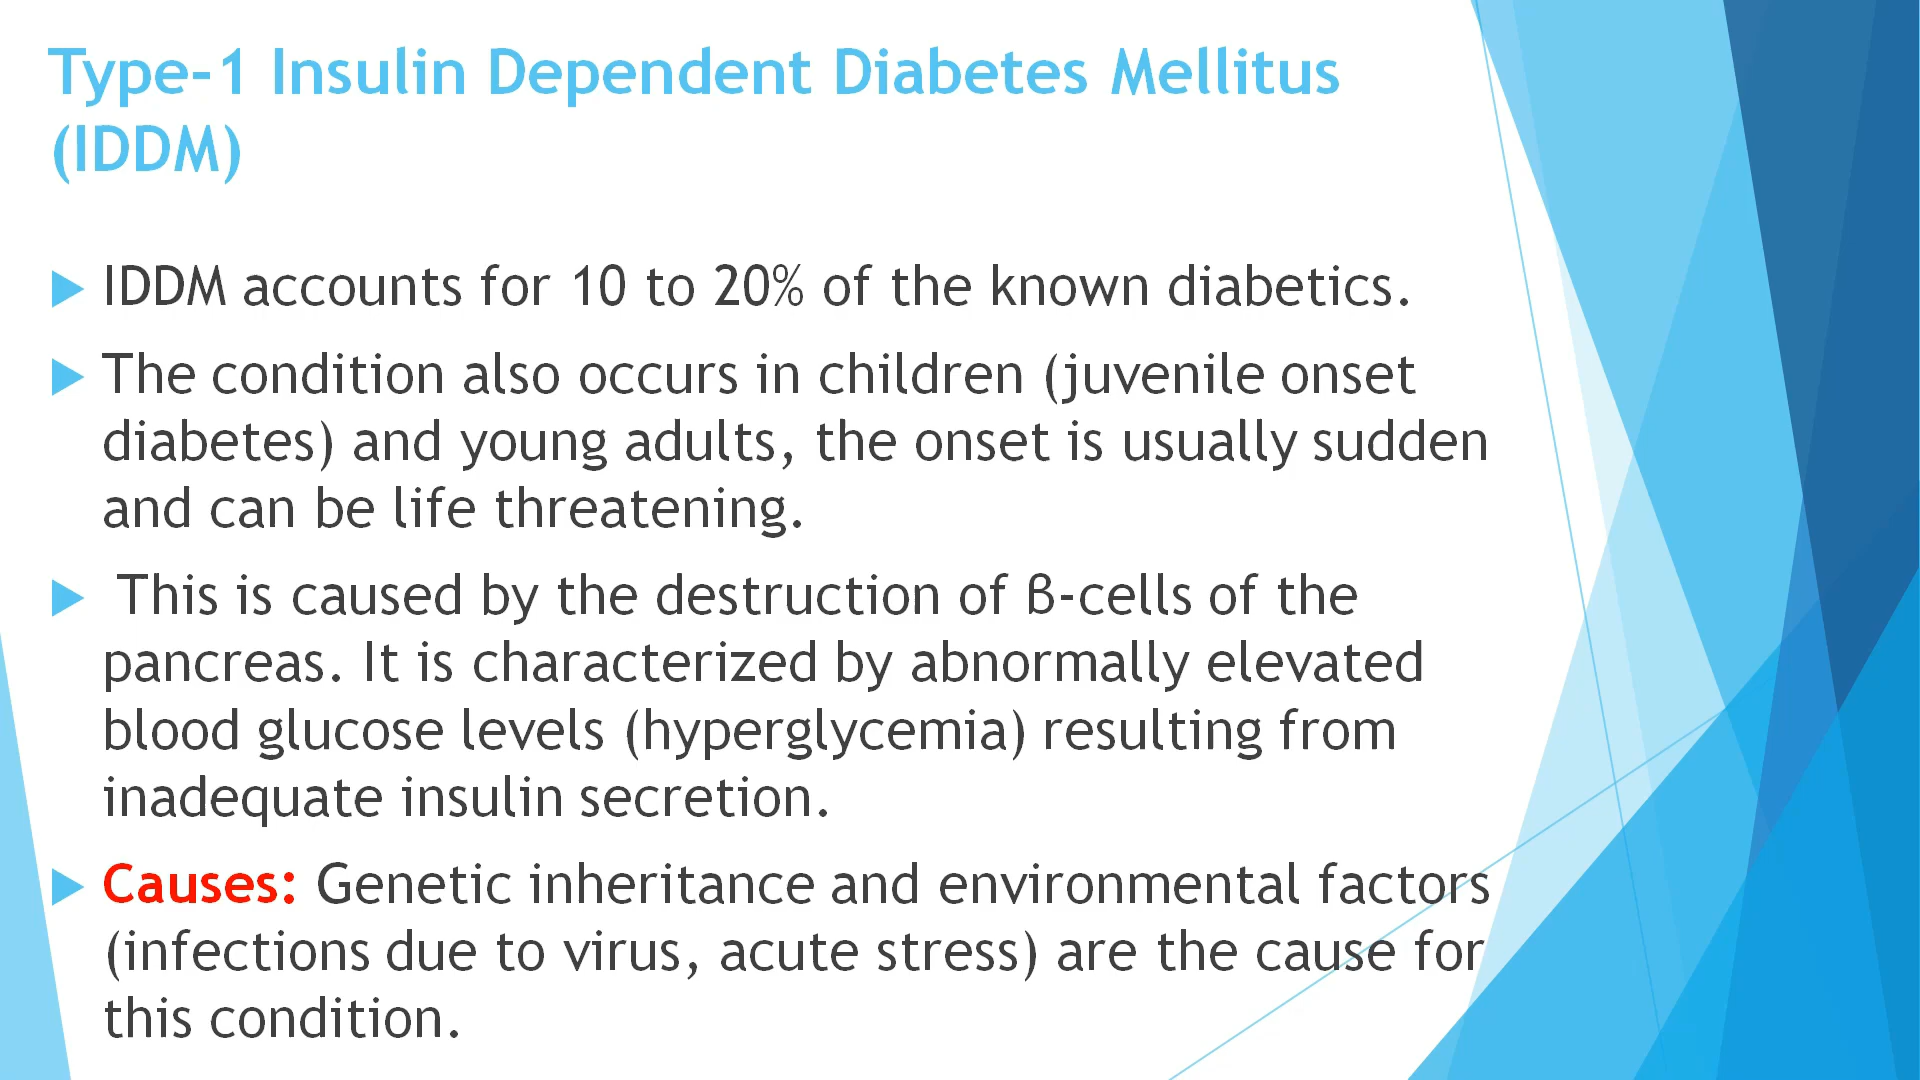 Type-1 Insulin Dependent Diabetes Mellitus
(IDDM)
IDDM accounts for 10 to 20% of the known diabetics.
The condition also occurs in children (juvenile onset
diabetes) and young adults, the onset is usually sudden
and can be life threatening.
This is caused by the destruction of β-cells of the
pancreas. It is characterized by abnormally elevated
blood glucose levels (hyperglycemia) resulting from
inadequate insulin secretion.
Causes: Genetic inheritance and environmental factors
(infections due to virus, acute stress) are the cause for
this condition.